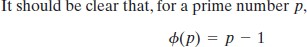 It should be clear that, for a prime number p,
ϕ(p) = p − 1